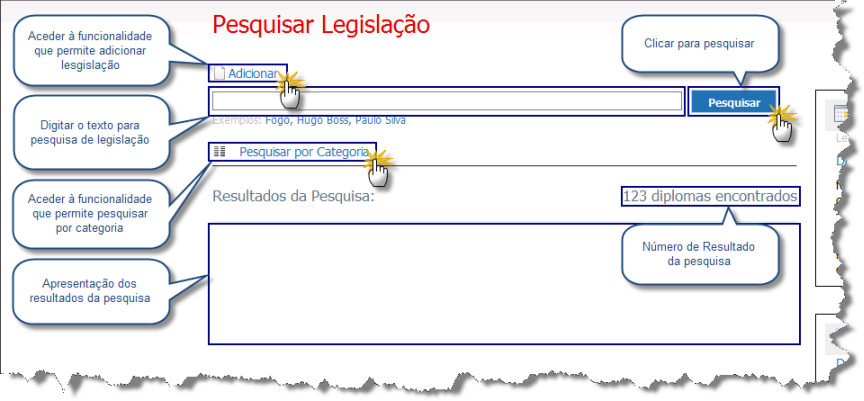 Pesquisar Legislação
Aceder à funcionalidade
que permite adicionar
lesgislação
Clicar para pesquisar
Adicionar
Pesquisar
Digitar o texto para
pesquisa de legislação
Exemplos: Fogo, Hugo Boss, Paulo Silva
Pesquisar por Categoria
Aceder à funcionalidade
que permite pesquisar
por categoria
Resultados da Pesquisa:
123 diplomas encontrados
Número de Resultado
da pesquisa
Apresentação dos
resultados da pesquisa